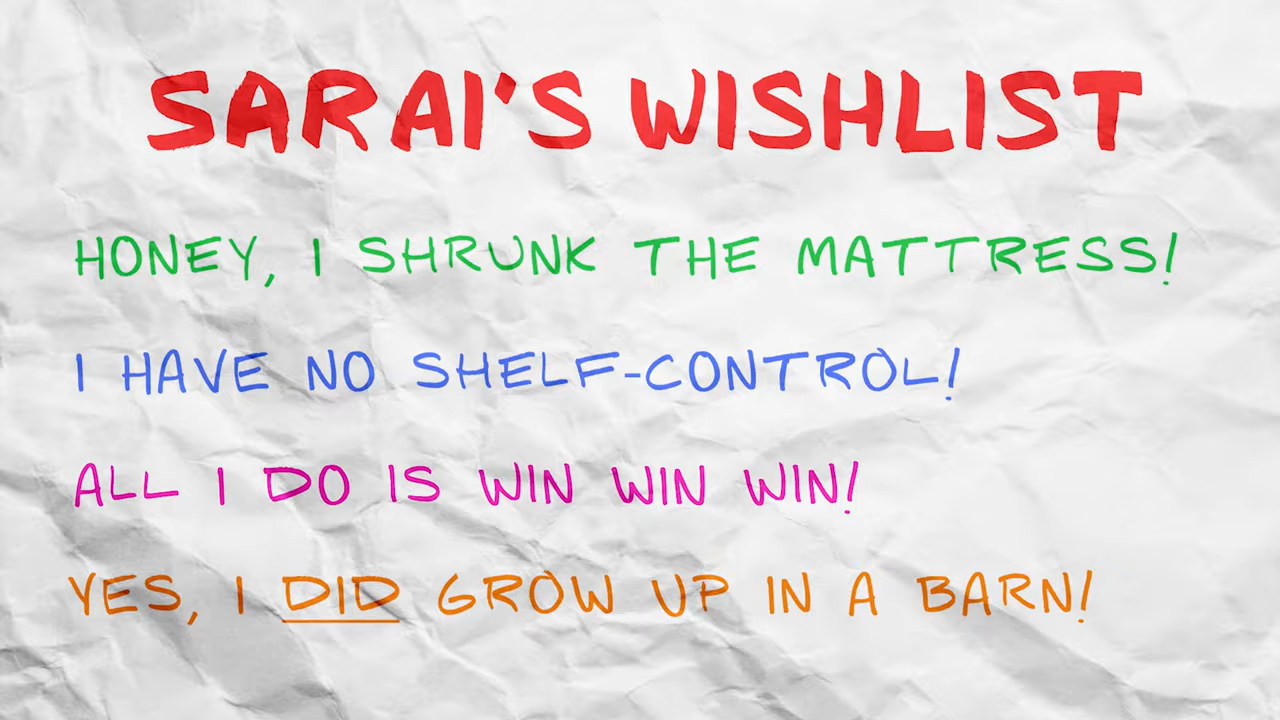 SARAI'S WISHLIST
HONEY, I SHRUNK THE MATTRESS!
I HAVE NO SHELF-CONTROL!
ALL I DO IS WIN WIN WIN!
YES, I DID GROW UP IN A BARN!